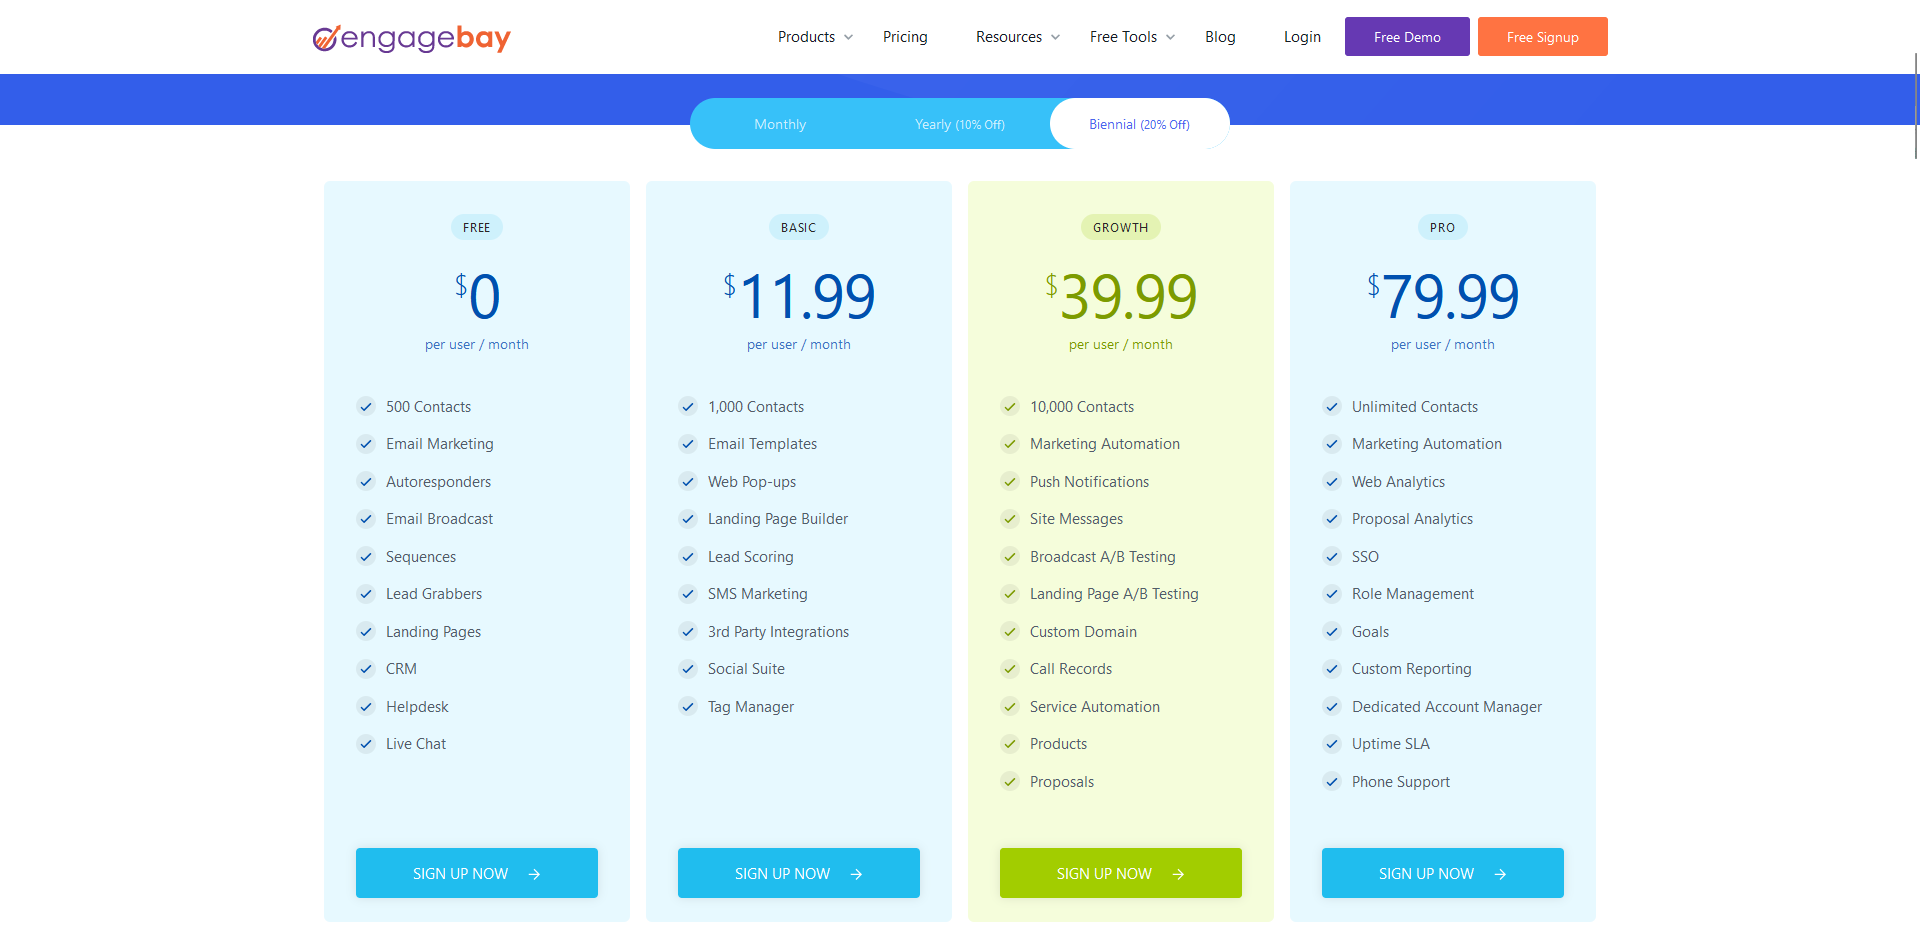 engagebay
Products Pricing Resources Free Tools Blog Login Free Demo Free Signup
Monthly Yearly (10% Off) Biennial (20% Off)
FREE
$0
per user / month
500 Contacts
Email Marketing
Autoresponders
Email Broadcast
Sequences
Lead Grabbers
Landing Pages
CRM
Helpdesk
Live Chat
SIGN UP NOW
BASIC
$11.99
per user / month
1,000 Contacts
Email Templates
Web Pop-ups
Landing Page Builder
Lead Scoring
SMS Marketing
3rd Party Integrations
Social Suite
Tag Manager
SIGN UP NOW
GROWTH
$39.99
per user / month
10,000 Contacts
Marketing Automation
Push Notifications
Site Messages
Broadcast A/B Testing
Landing Page A/B Testing
Custom Domain
Call Records
Service Automation
Products
Proposals
SIGN UP NOW
PRO
$79.99
per user / month
Unlimited Contacts
Marketing Automation
Web Analytics
Proposal Analytics
SSO
Role Management
Goals
Custom Reporting
Dedicated Account Manager
Uptime SLA
Phone Support
SIGN UP NOW